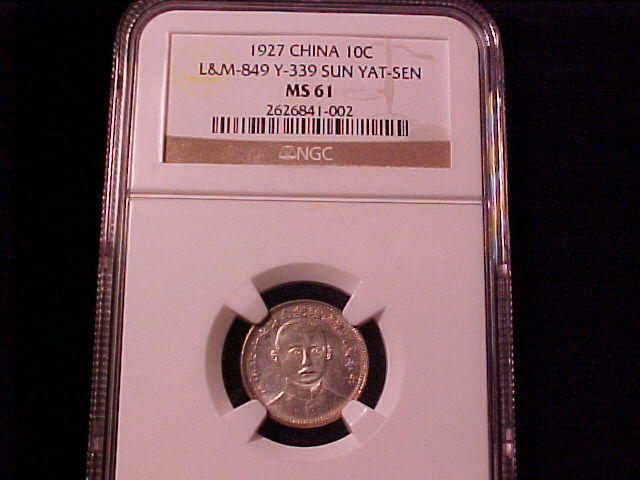 1927 CHINA 10C
L&M-849 Y-339 SUN YAT-SEN
MS 61
2626841-002
NGC